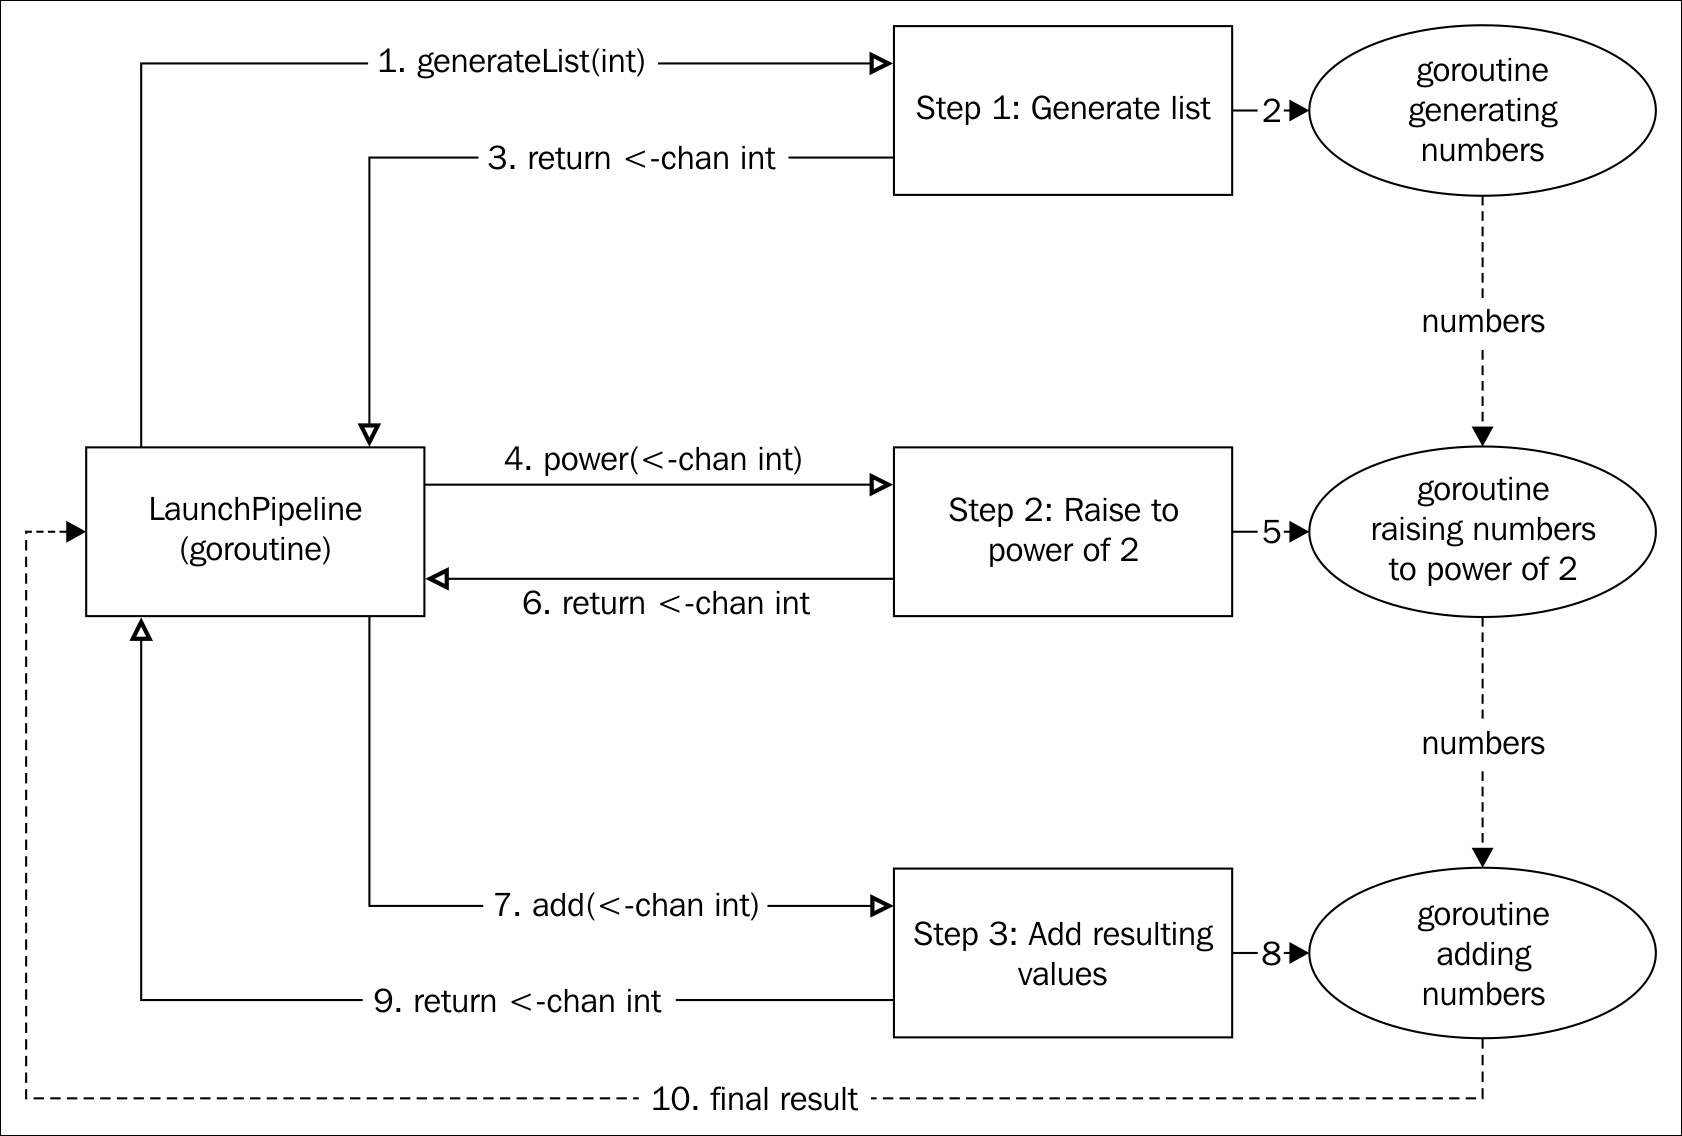 1. generateList(int)
Step 1: Generate list
2
goroutine
generating
numbers
3. return <-chan int
numbers
LaunchPipeline
(goroutine)
4. power(<-chan int)
Step 2: Raise to
power of 2
5
goroutine
raising numbers
to power of 2
6. return <-chan int
numbers
7. add(<-chan int)
Step 3: Add resulting
values
8
goroutine
adding
numbers
9. return <-chan int
10. final result